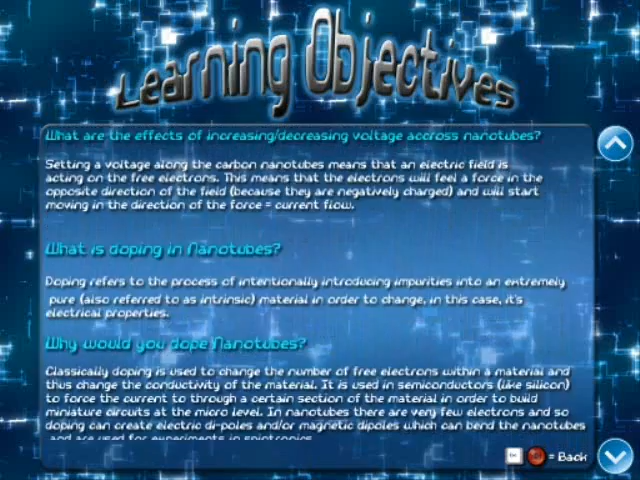 Learning Objectives
What are the effects of increasing/decreasing voltage accross nanotubes?
Setting a voltage along the carbon nanotubes means that an electric field is
acting on the free electrons. This means that the electrons will feel a force in the
opposite direction of the field (because they are negatively charged) and will start
moving in the direction of the force = current flow.
What is doping in Nanotubes?
Doping refers to the process of intentionally introducing impurities into an extremely
pure (also referred to as intrinsic) material in order to change, in this case, it's
electrical properties.
Why would you dope Nanotubes?
Classically doping is used to change the number of free electrons within a material and
thus change the conductivity of the material. It is used in semiconductors (like silicon)
to force the current to through a certain section of the material in order to build
miniature circuits at the micro level. In nanotubes there are very few electrons and so
doping can create electric di-poles and/or magnetic dipoles which can bend the nanotubes
and are used for experiments in spintronics.
= Back